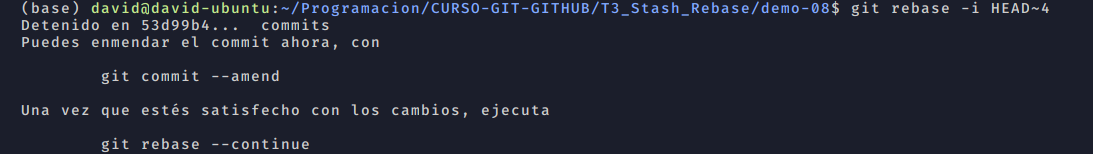 (base) david@david-ubuntu:~/Programacion/CURSO-GIT-GITHUB/T3_Stash_Rebase/demo-08$ git rebase -i HEAD~4
Detenido en 53d99b4...  commits
Puedes enmendar el commit ahora, con
git commit --amend
Una vez que estés satisfecho con los cambios, ejecuta
git rebase --continue